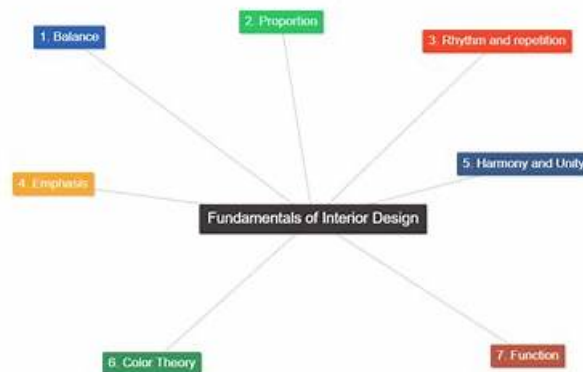 1. Balance
2. Proportion
3. Rhythm and repetition
4. Emphasis
5. Harmony and Unity
Fundamentals of Interior Design
6. Color Theory
7. Function